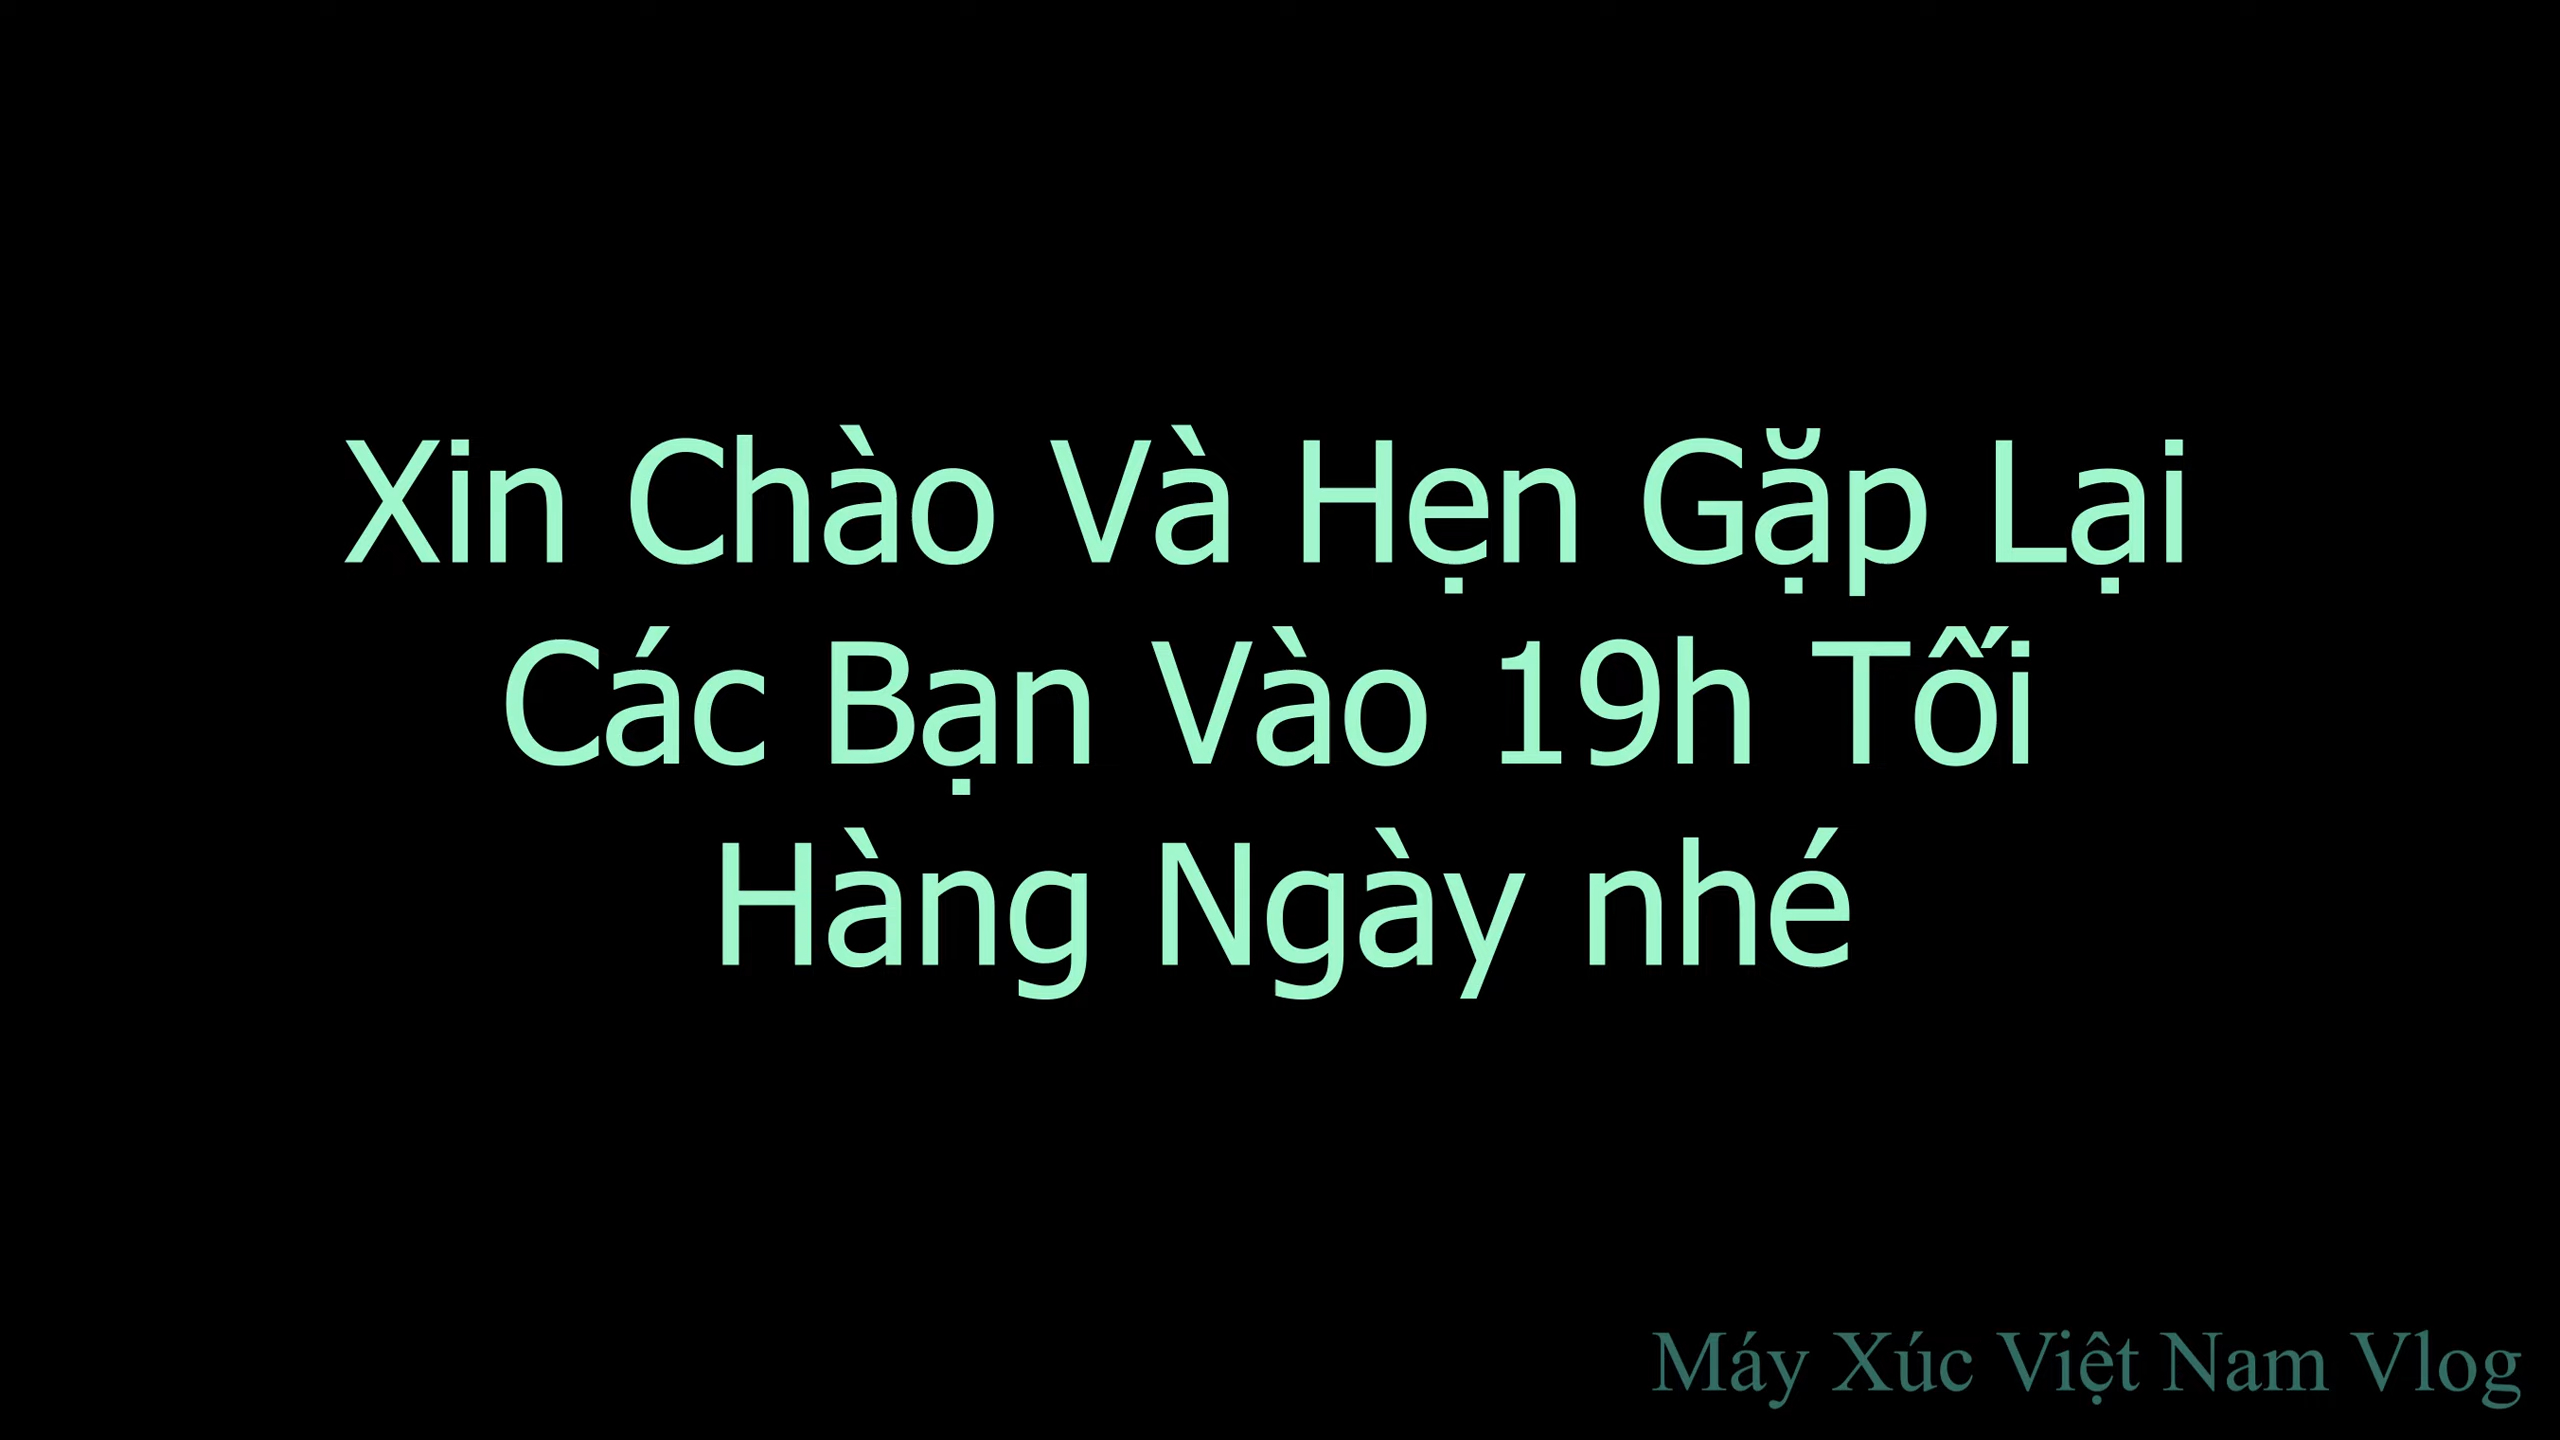 Xin Chào Và Hẹn Gặp Lại
Các Bạn Vào 19h Tối
Hàng Ngày nhé
Máy Xúc Việt Nam Vlog